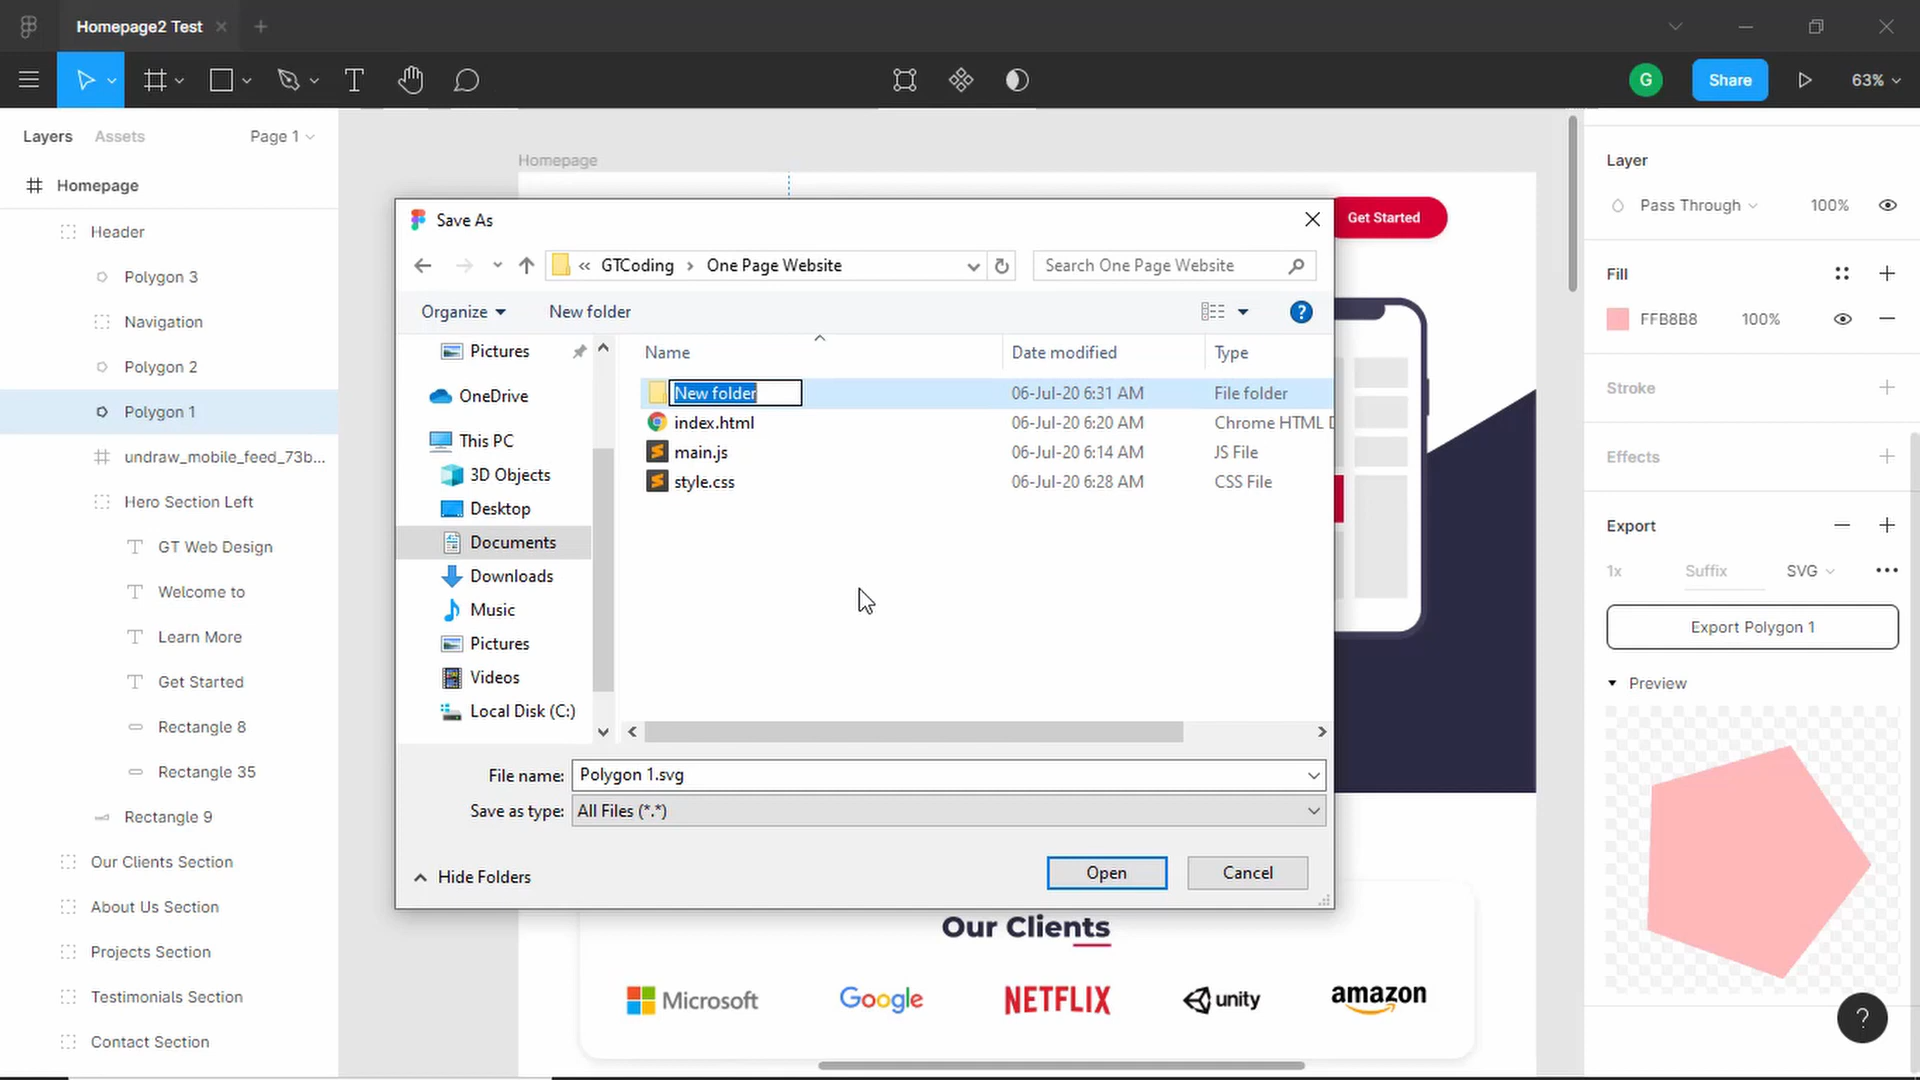 Homepage2 Test
G
Share
63%
Layers Assets Page 1
Homepage
Header
Polygon 3
Navigation
Polygon 2
Polygon 1
undraw_mobile_feed_73b...
Hero Section Left
GT Web Design
Welcome to
Learn More
Get Started
Rectangle 8
Rectangle 35
Rectangle 9
Our Clients Section
About Us Section
Projects Section
Testimonials Section
Contact Section
Homepage
Get Started
Save As
« GTCoding › One Page Website
Search One Page Website
Organize New folder
?
Pictures
OneDrive
This PC
3D Objects
Desktop
Documents
Downloads
Music
Pictures
Videos
Local Disk (C:)
Name Date modified Type
New folder 06-Jul-20 6:31 AM File folder
index.html 06-Jul-20 6:20 AM Chrome HTML D
main.js 06-Jul-20 6:14 AM JS File
style.css 06-Jul-20 6:28 AM CSS File
File name: Polygon 1.svg
Save as type: All Files (*.*)
Hide Folders
Open Cancel
Our Clients
Microsoft Google NETFLIX unity amazon
Layer
Pass Through 100%
Fill
FFB8B8 100%
Stroke
Effects
Export
1x Suffix SVG
Export Polygon 1
Preview
?